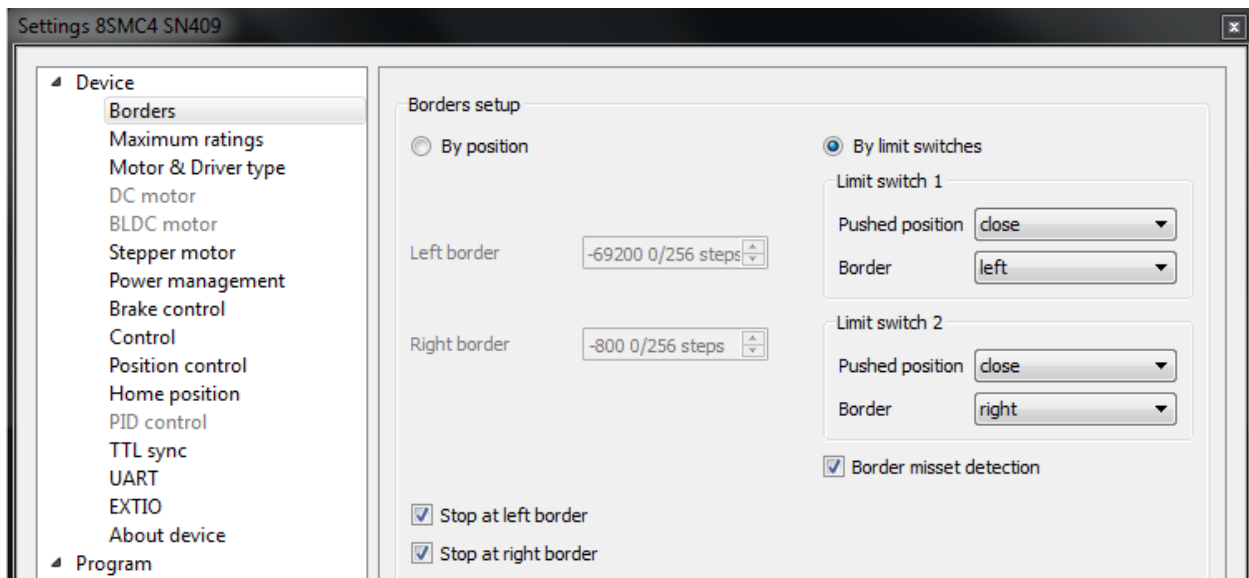 Settings 8SMC4 SN409
Device
Borders
Maximum ratings
Motor & Driver type
DC motor
BLDC motor
Stepper motor
Power management
Brake control
Control
Position control
Home position
PID control
TTL sync
UART
EXTIO
About device
Program
Borders setup
By position
Left border -69200 0/256 steps
Right border -800 0/256 steps
By limit switches
Limit switch 1
Pushed position close
Border left
Limit switch 2
Pushed position close
Border right
Border misset detection
Stop at left border
Stop at right border